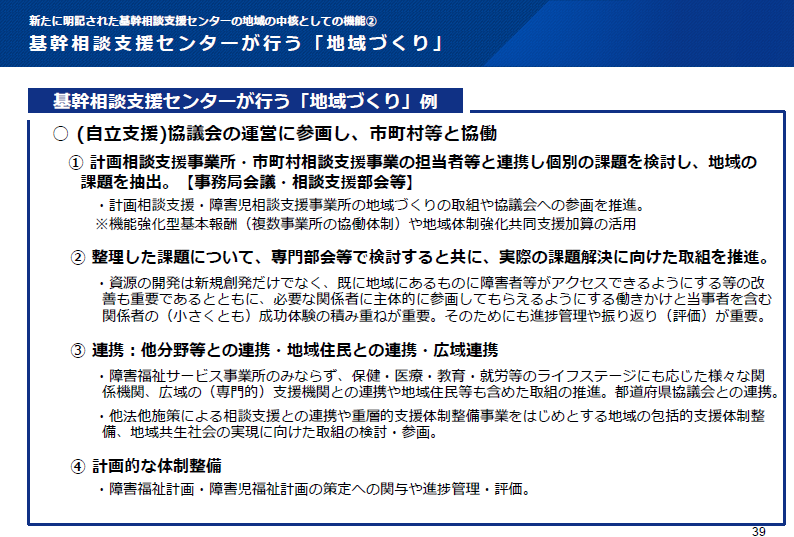 新たに明記された基幹相談支援センターの地域の中核としての機能②
基幹相談支援センターが行う「地域づくり」
基幹相談支援センターが行う「地域づくり」例
○ (自立支援)協議会の運営に参画し、市町村等と協働
① 計画相談支援事業所・市町村相談支援事業の担当者等と連携し個別の課題を検討し、地域の
課題を抽出。【事務局会議・相談支援部会等】
・計画相談支援・障害児相談支援事業所の地域づくりの取組や協議会への参画を推進。
※機能強化型基本報酬（複数事業所の協働体制）や地域体制強化共同支援加算の活用
② 整理した課題について、専門部会等で検討すると共に、実際の課題解決に向けた取組を推進。
・資源の開発は新規創発だけでなく、既に地域にあるものに障害者等がアクセスできるようにする等の改
善も重要であるとともに、必要な関係者に主体的に参画してもらえるようにする働きかけと当事者を含む
関係者の（小さくとも）成功体験の積み重ねが重要。そのためにも進捗管理や振り返り（評価）が重要。
③ 連携：他分野等との連携・地域住民との連携・広域連携
・障害福祉サービス事業所のみならず、保健・医療・教育・就労等のライフステージにも応じた様々な関
係機関、広域の（専門的）支援機関との連携や地域住民等も含めた取組の推進。都道府県協議会との連携。
・他法他施策による相談支援との連携や重層的支援体制整備事業をはじめとする地域の包括的支援体制整
備、地域共生社会の実現に向けた取組の検討・参画。
④ 計画的な体制整備
・障害福祉計画・障害児福祉計画の策定への関与や進捗管理・評価。
39